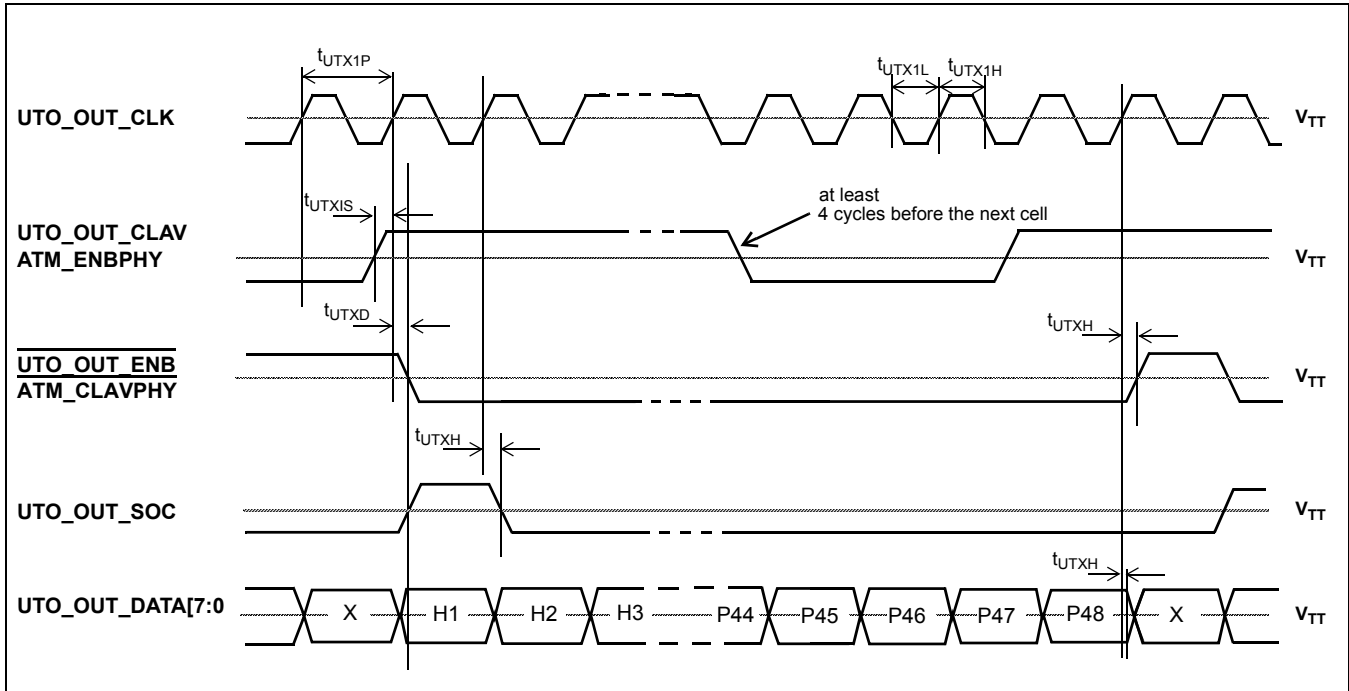 tUTX1P
tUTX1L
tUTX1H
UTO_OUT_CLK
VTT
tUTXIS
at least
4 cycles before the next cell
UTO_OUT_CLAV
ATM_ENBPHY
VTT
tUTXD
tUTXH
UTO_OUT_ENB
ATM_CLAVPHY
VTT
tUTXH
UTO_OUT_SOC
VTT
tUTXH
UTO_OUT_DATA[7:0
X H1 H2 H3 P44 P45 P46 P47 P48 X
VTT